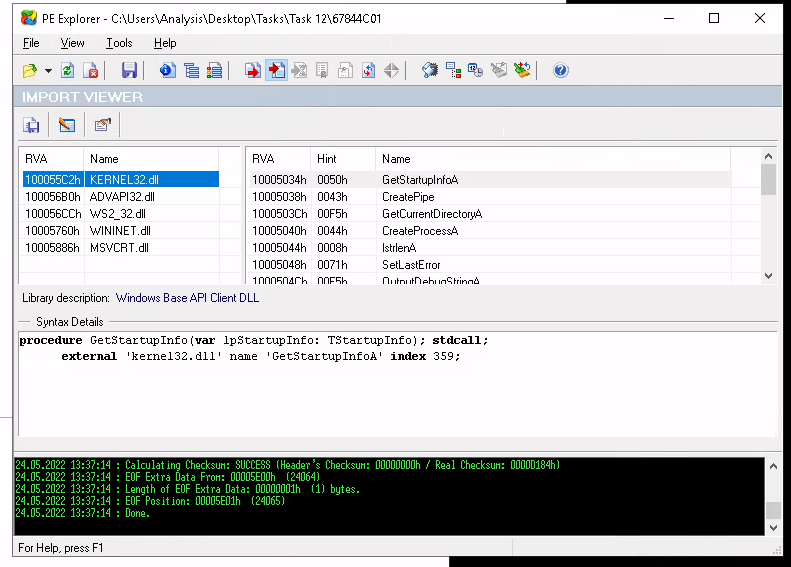 PE Explorer - C:\Users\Analysis\Desktop\Tasks\Task 12\67844C01
File View Tools Help
IMPORT VIEWER
RVA Name
100055C2h KERNEL32.dll
100056B0h ADVAPI32.dll
100056CCh WS2_32.dll
10005760h WININET.dll
10005886h MSVCRT.dll
RVA Hint Name
10005034h 0050h GetStartupInfoA
10005038h 0043h CreatePipe
1000503Ch 00F5h GetCurrentDirectoryA
10005040h 0044h CreateProcessA
10005044h 0008h lstrlenA
10005048h 0071h SetLastError
1000504Ch 00E5h OutputDebugStringA
Library description: Windows Base API Client DLL
Syntax Details
procedure GetStartupInfo(var lpStartupInfo: TStartupInfo); stdcall;
external 'kernel32.dll' name 'GetStartupInfoA' index 359;
24.05.2022 13:37:14 : Calculating Checksum: SUCCESS (Header's Checksum: 00000000h / Real Checksum: 0000D184h)
24.05.2022 13:37:14 : EOF Extra Data From: 00005E00h (24064)
24.05.2022 13:37:14 : Length of EOF Extra Data: 00000001h (1) bytes.
24.05.2022 13:37:14 : EOF Position: 00005E01h (24065)
24.05.2022 13:37:14 : Done.
For Help, press F1